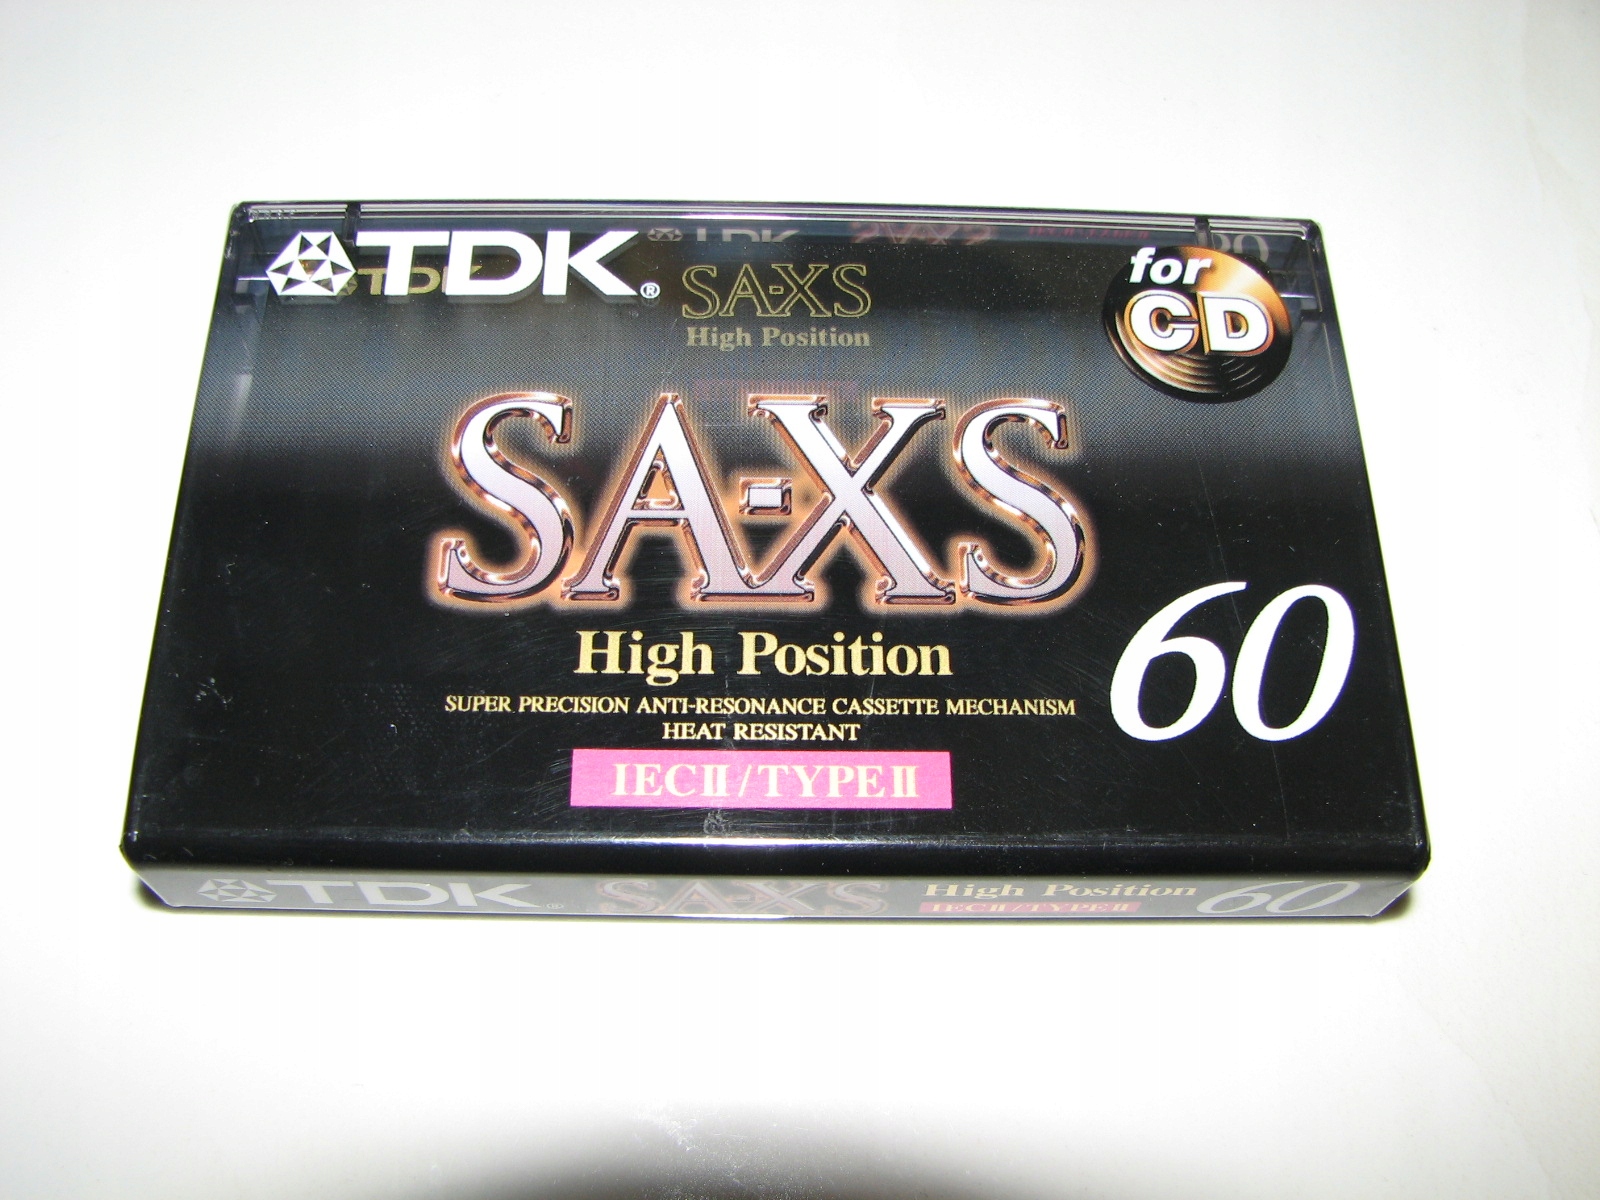 TDK®
for CD
SA-XS
High Position
SA-XS
High Position
60
SUPER PRECISION ANTI-RESONANCE CASSETTE MECHANISM
HEAT RESISTANT
IECII/TYPEII
TDK® SA-XS High Position 60
IECII/TYPEII